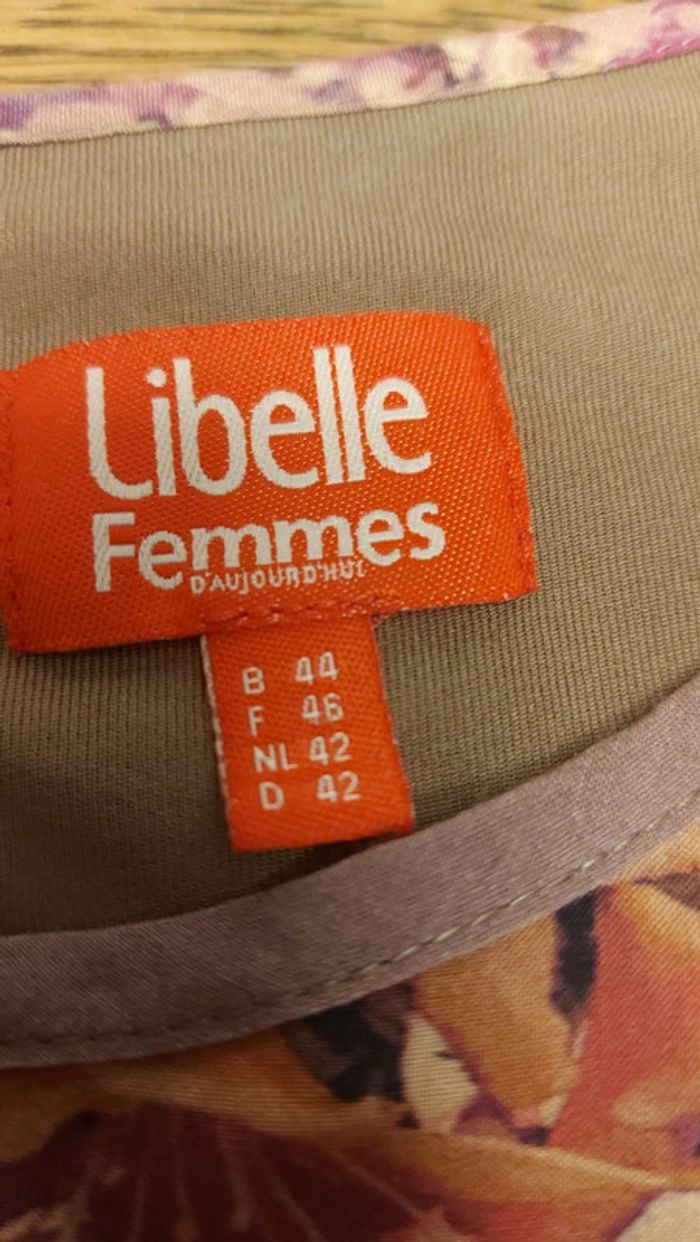 Libelle
Femmes
D'AUJOURD'HUI
B 44
F 46
NL 42
D 42